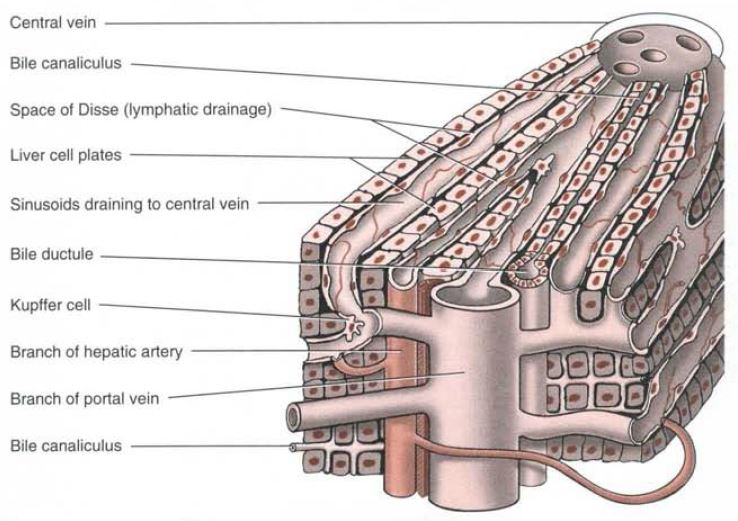 Central vein
Bile canaliculus
Space of Disse (lymphatic drainage)
Liver cell plates
Sinusoids draining to central vein
Bile ductule
Kupffer cell
Branch of hepatic artery
Branch of portal vein
Bile canaliculus